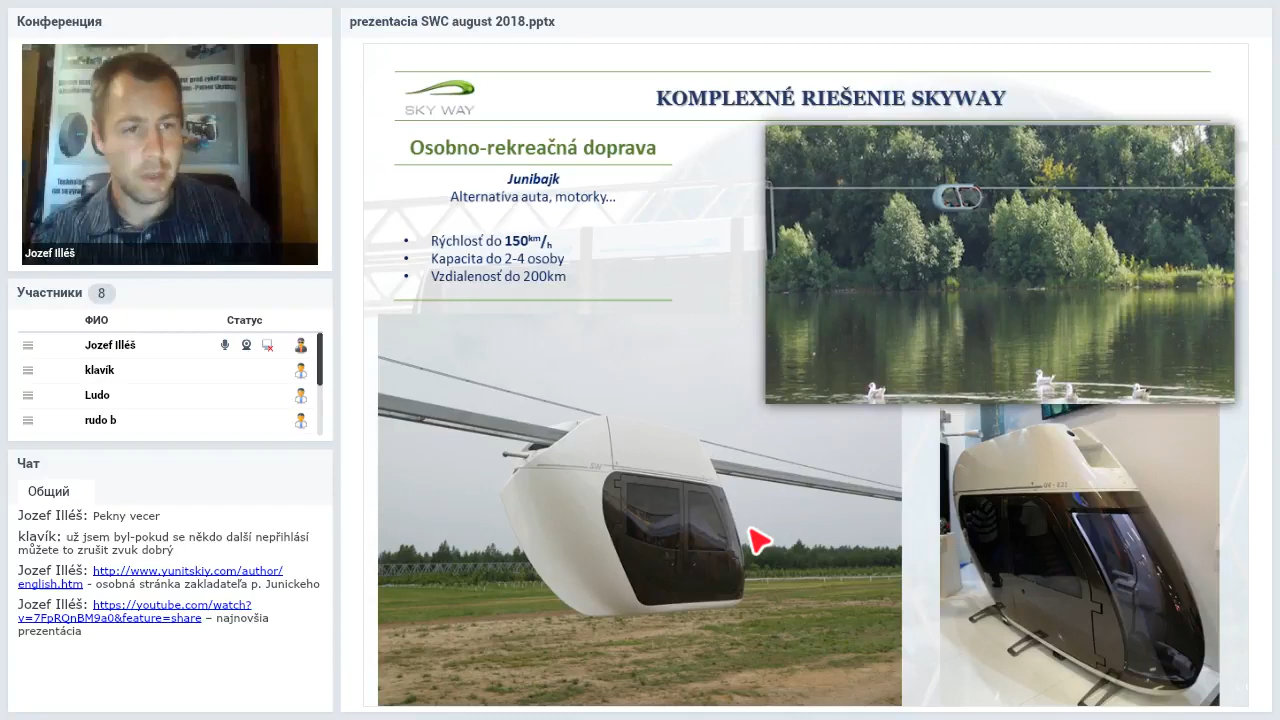 Конференция
Jozef Illéš
Участники 8
ФИО Статус
Jozef Illéš
klavík
Ludo
rudo b
Чат
Общий
Jozef Illéš: Pekny vecer
klavík: už jsem byl-pokud se někdo další nepřihlásí
můžete to zrušit zvuk dobrý
Jozef Illéš: http://www.yunitskiy.com/author/
english.htm - osobná stránka zakladateľa p. Junickeho
Jozef Illéš: https://youtube.com/watch?
v=7FpRQnBM9a0&feature=share – najnovšia
prezentácia
prezentacia SWC august 2018.pptx
SKY WAY
KOMPLEXNÉ RIEŠENIE SKYWAY
Osobno-rekreačná doprava
Junibajk
Alternatíva auta, motorky...
• Rýchlosť do 150km/h
• Kapacita do 2-4 osoby
• Vzdialenosť do 200km